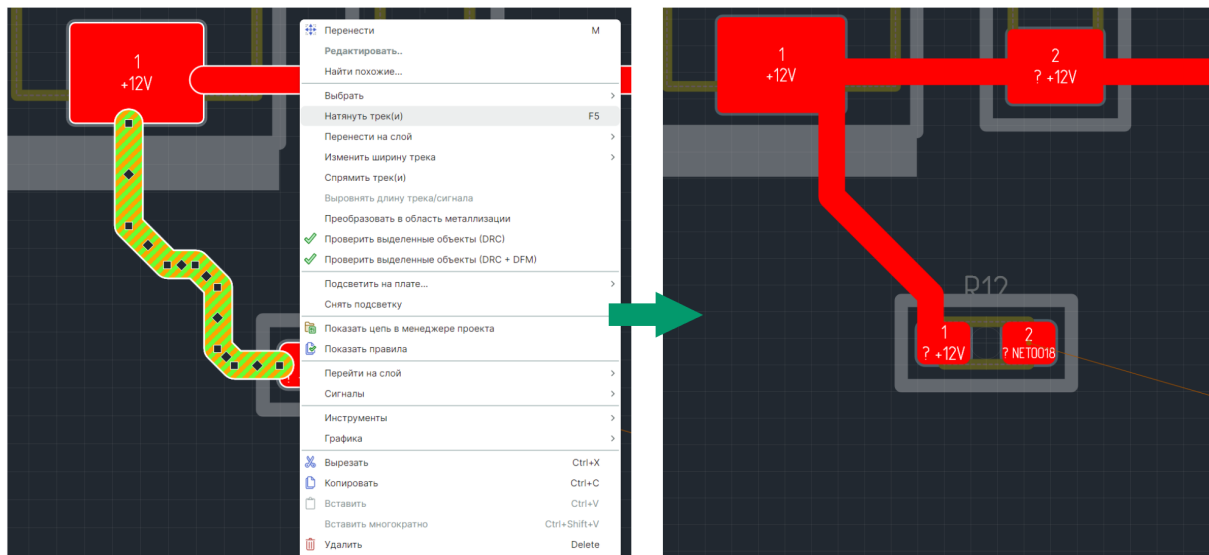 1
+12V
Перенести M
Редактировать..
Найти похожие...
Выбрать
Натянуть трек(и) F5
Перенести на слой
Изменить ширину трека
Спрямить трек(и)
Выровнять длину трека/сигнала
Преобразовать в область металлизации
Проверить выделенные объекты (DRC)
Проверить выделенные объекты (DRC + DFM)
Подсветить на плате...
Снять подсветку
Показать цепь в менеджере проекта
Показать правила
Перейти на слой
Сигналы
Инструменты
Графика
Вырезать Ctrl+X
Копировать Ctrl+C
Вставить Ctrl+V
Вставить многократно Ctrl+Shift+V
Удалить Delete
?
1
+12V
2
? +12V
R12
1
? +12V
2
? NET0018